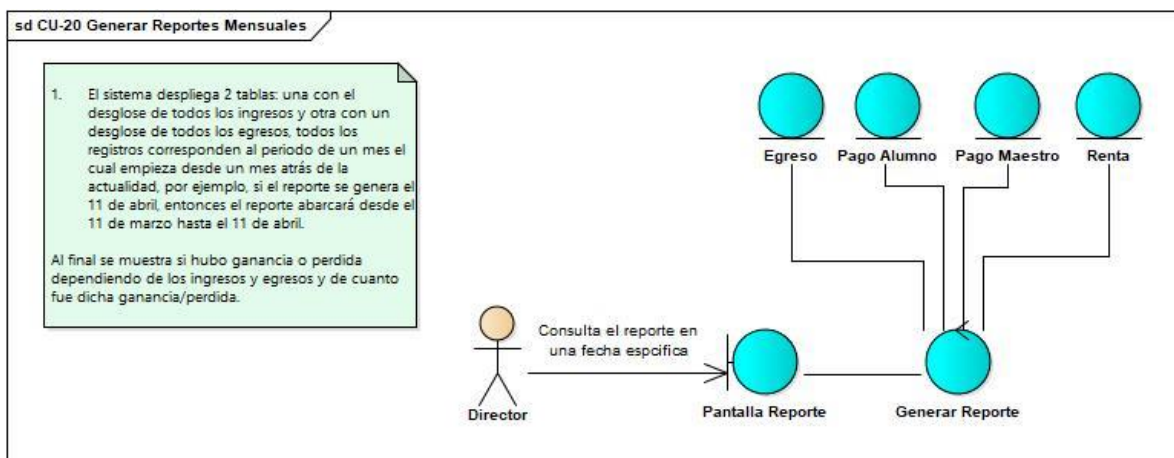 sd CU-20 Generar Reportes Mensuales
1. El sistema despliega 2 tablas: una con el
desglose de todos los ingresos y otra con un
desglose de todos los egresos, todos los
registros corresponden al periodo de un mes el
cual empieza desde un mes atrás de la
actualidad, por ejemplo, si el reporte se genera el
11 de abril, entonces el reporte abarcará desde el
11 de marzo hasta el 11 de abril.
Al final se muestra si hubo ganancia o perdida
dependiendo de los ingresos y egresos y de cuanto
fue dicha ganancia/perdida.
Egreso
Pago Alumno
Pago Maestro
Renta
Consulta el reporte en
una fecha espcifica
Director
Pantalla Reporte
Generar Reporte